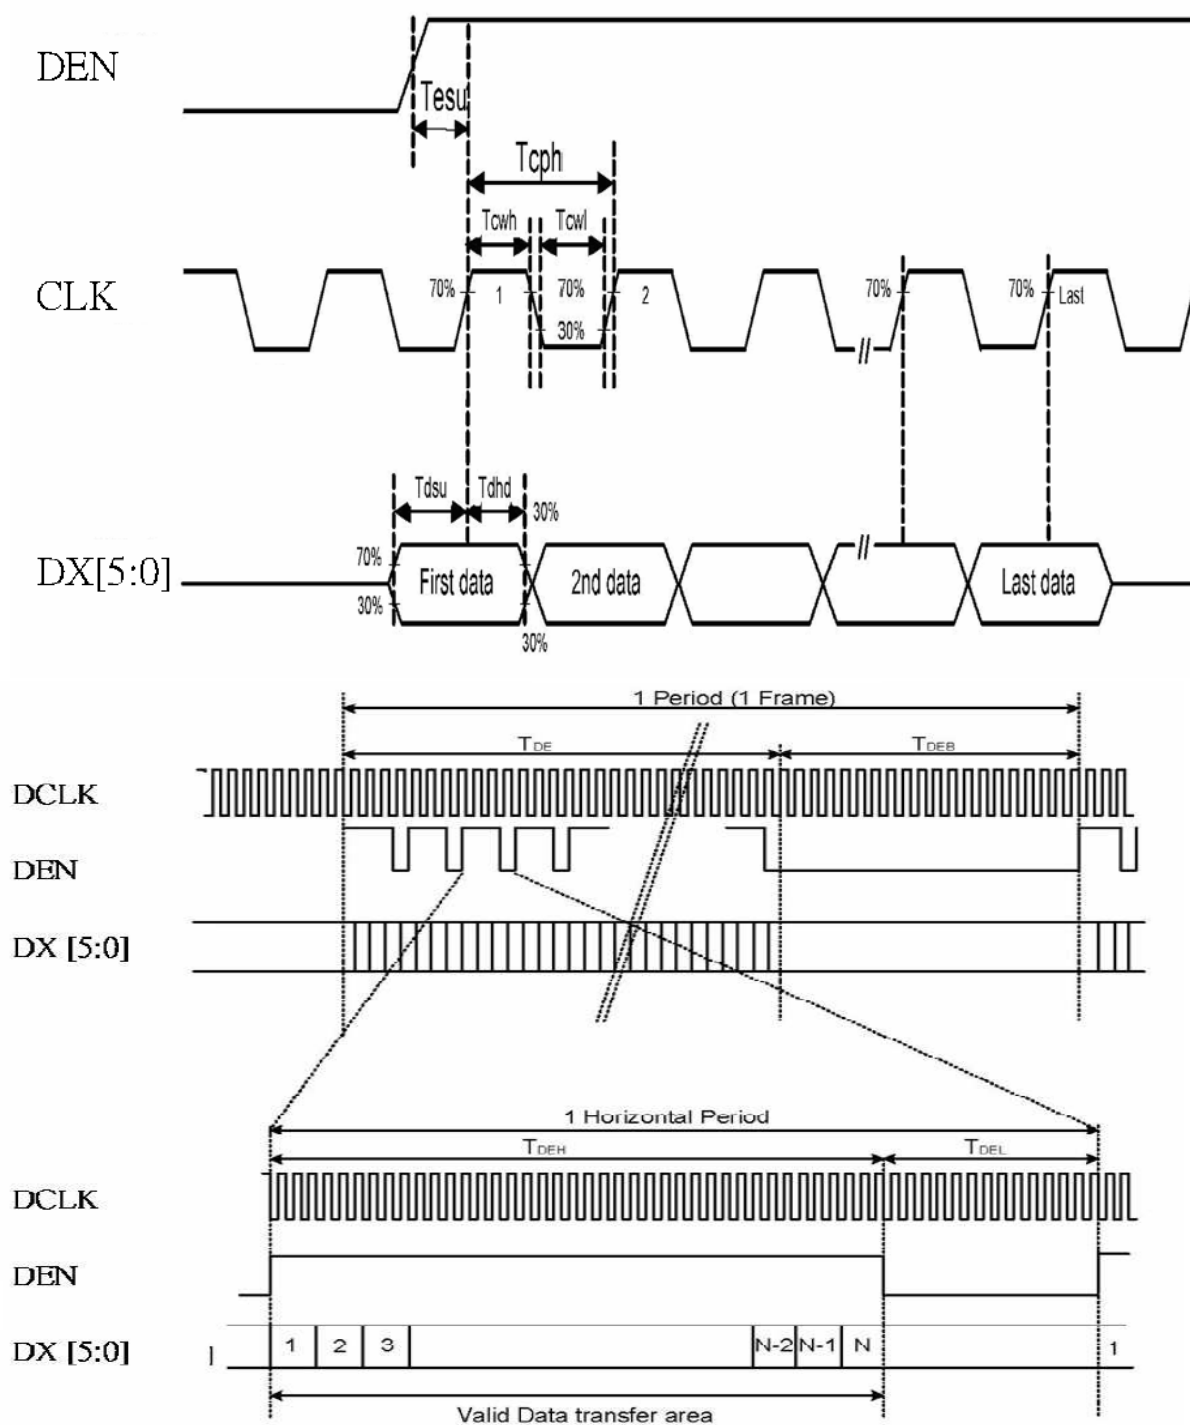 DEN
Tesu
Tcph
Tcwh Tcwl
CLK
70% 1 70% 2 70% 70% Last
30%
//
Tdsu Tdhd
30%
//
DX[5:0]
70%
First data 2nd data Last data
30%
30%
1 Period (1 Frame)
TDE TDEB
DCLK
DEN
DX [5:0]
1 Horizontal Period
TDEH TDEL
DCLK
DEN
DX [5:0] 1 2 3 N-2 N-1 N 1
Valid Data transfer area